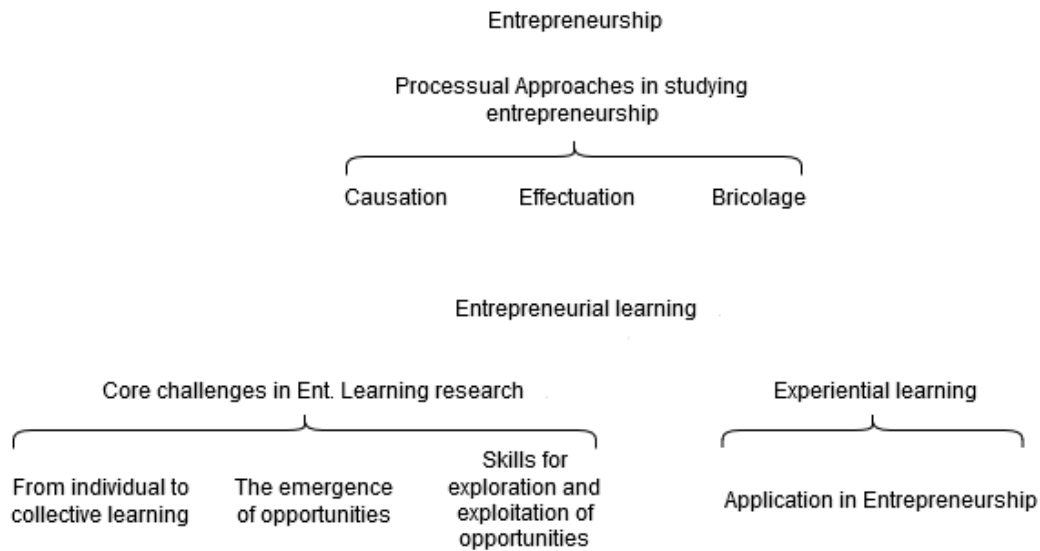 Entrepreneurship
Processual Approaches in studying
entrepreneurship
Causation
Effectuation
Bricolage
Entrepreneurial learning
Core challenges in Ent. Learning research
From individual to
collective learning
The emergence
of opportunities
Skills for
exploration and
exploitation of
opportunities
Experiential learning
Application in Entrepreneurship